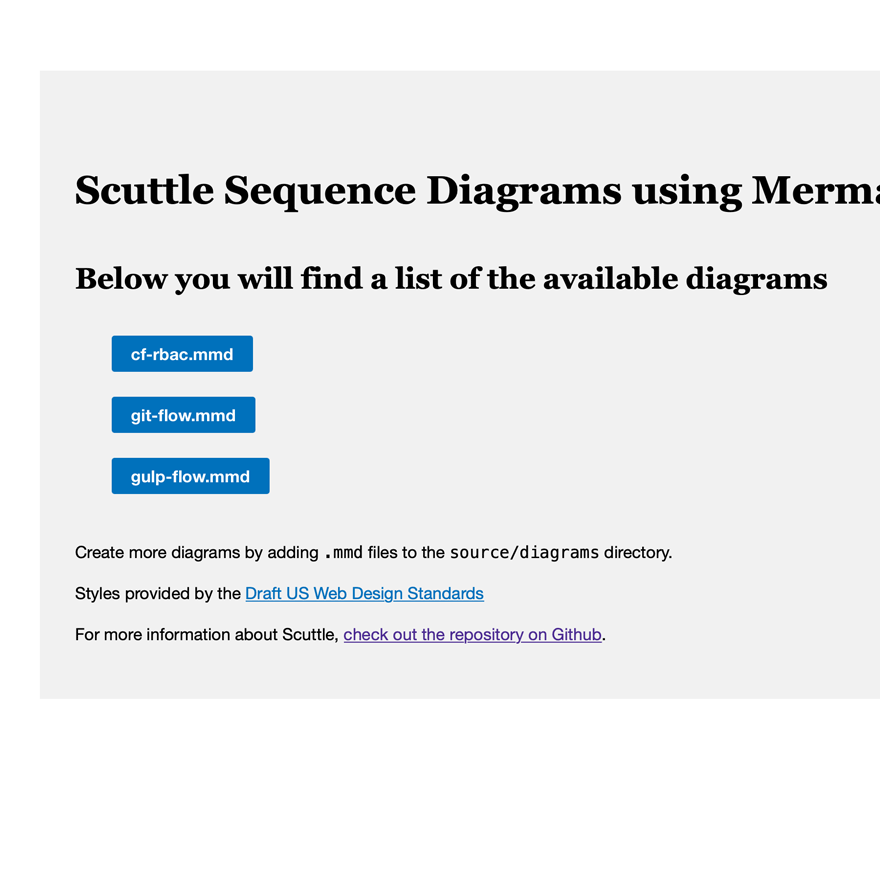 Scuttle Sequence Diagrams using Merma
Below you will find a list of the available diagrams
cf-rbac.mmd
git-flow.mmd
gulp-flow.mmd
Create more diagrams by adding .mmd files to the source/diagrams directory.
Styles provided by the Draft US Web Design Standards
For more information about Scuttle, check out the repository on Github.